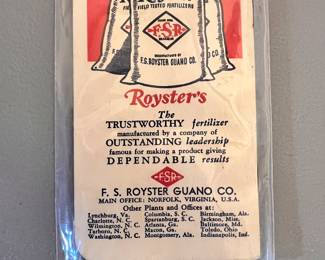 FIELD TESTED FERTILIZERS
F.S.R
MANUFACTURED BY
F.S. ROYSTER GUANO CO.
Royster's
The
TRUSTWORTHY fertilizer
manufactured by a company of
OUTSTANDING leadership
famous for making a product giving
DEPENDABLE results
FSR
F. S. ROYSTER GUANO CO.
MAIN OFFICE: NORFOLK, VIRGINIA, U.S.A.
Other Plants and Offices at:
Lynchburg, Va. Columbia, S. C. Birmingham, Ala.
Charlotte, N. C. Spartanburg, S. C. Jackson, Miss.
Wilmington, N.C. Atlanta, Ga. Baltimore, Md.
Tarboro, N. C. Macon, Ga. Toledo, Ohio
Washington, N.C. Montgomery, Ala. Indianapolis, Ind.